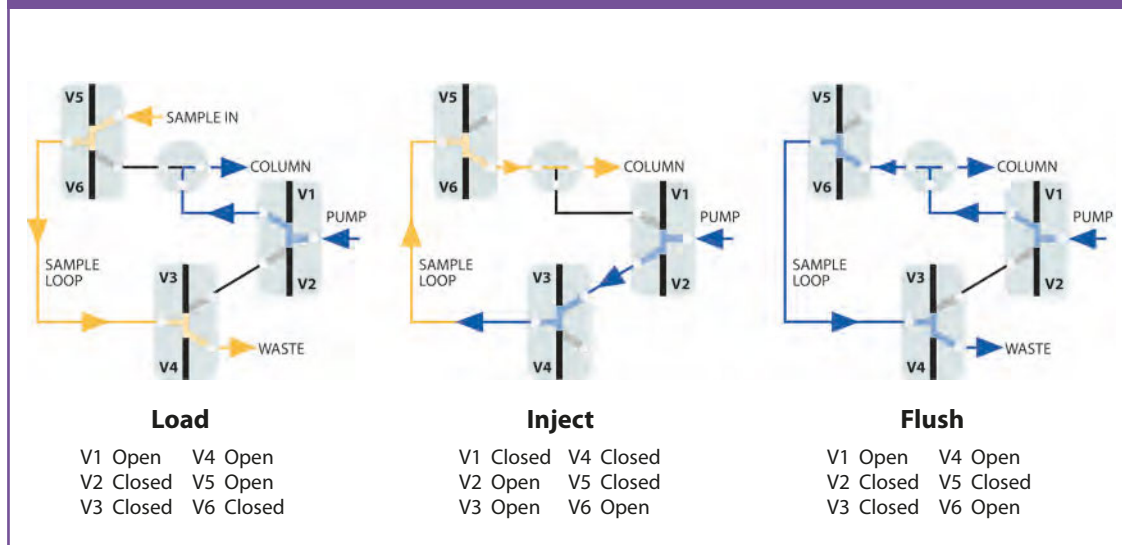 V5
SAMPLE IN
COLUMN
V6
V1
PUMP
SAMPLE
LOOP
V3
V2
WASTE
V4
Load
V1 Open V4 Open
V2 Closed V5 Open
V3 Closed V6 Closed
V5
COLUMN
V6
V1
PUMP
SAMPLE
LOOP
V3
V2
V4
Inject
V1 Closed V4 Closed
V2 Open V5 Closed
V3 Open V6 Open
V5
COLUMN
V6
V1
PUMP
SAMPLE
LOOP
V3
V2
WASTE
V4
Flush
V1 Open V4 Open
V2 Closed V5 Closed
V3 Closed V6 Open